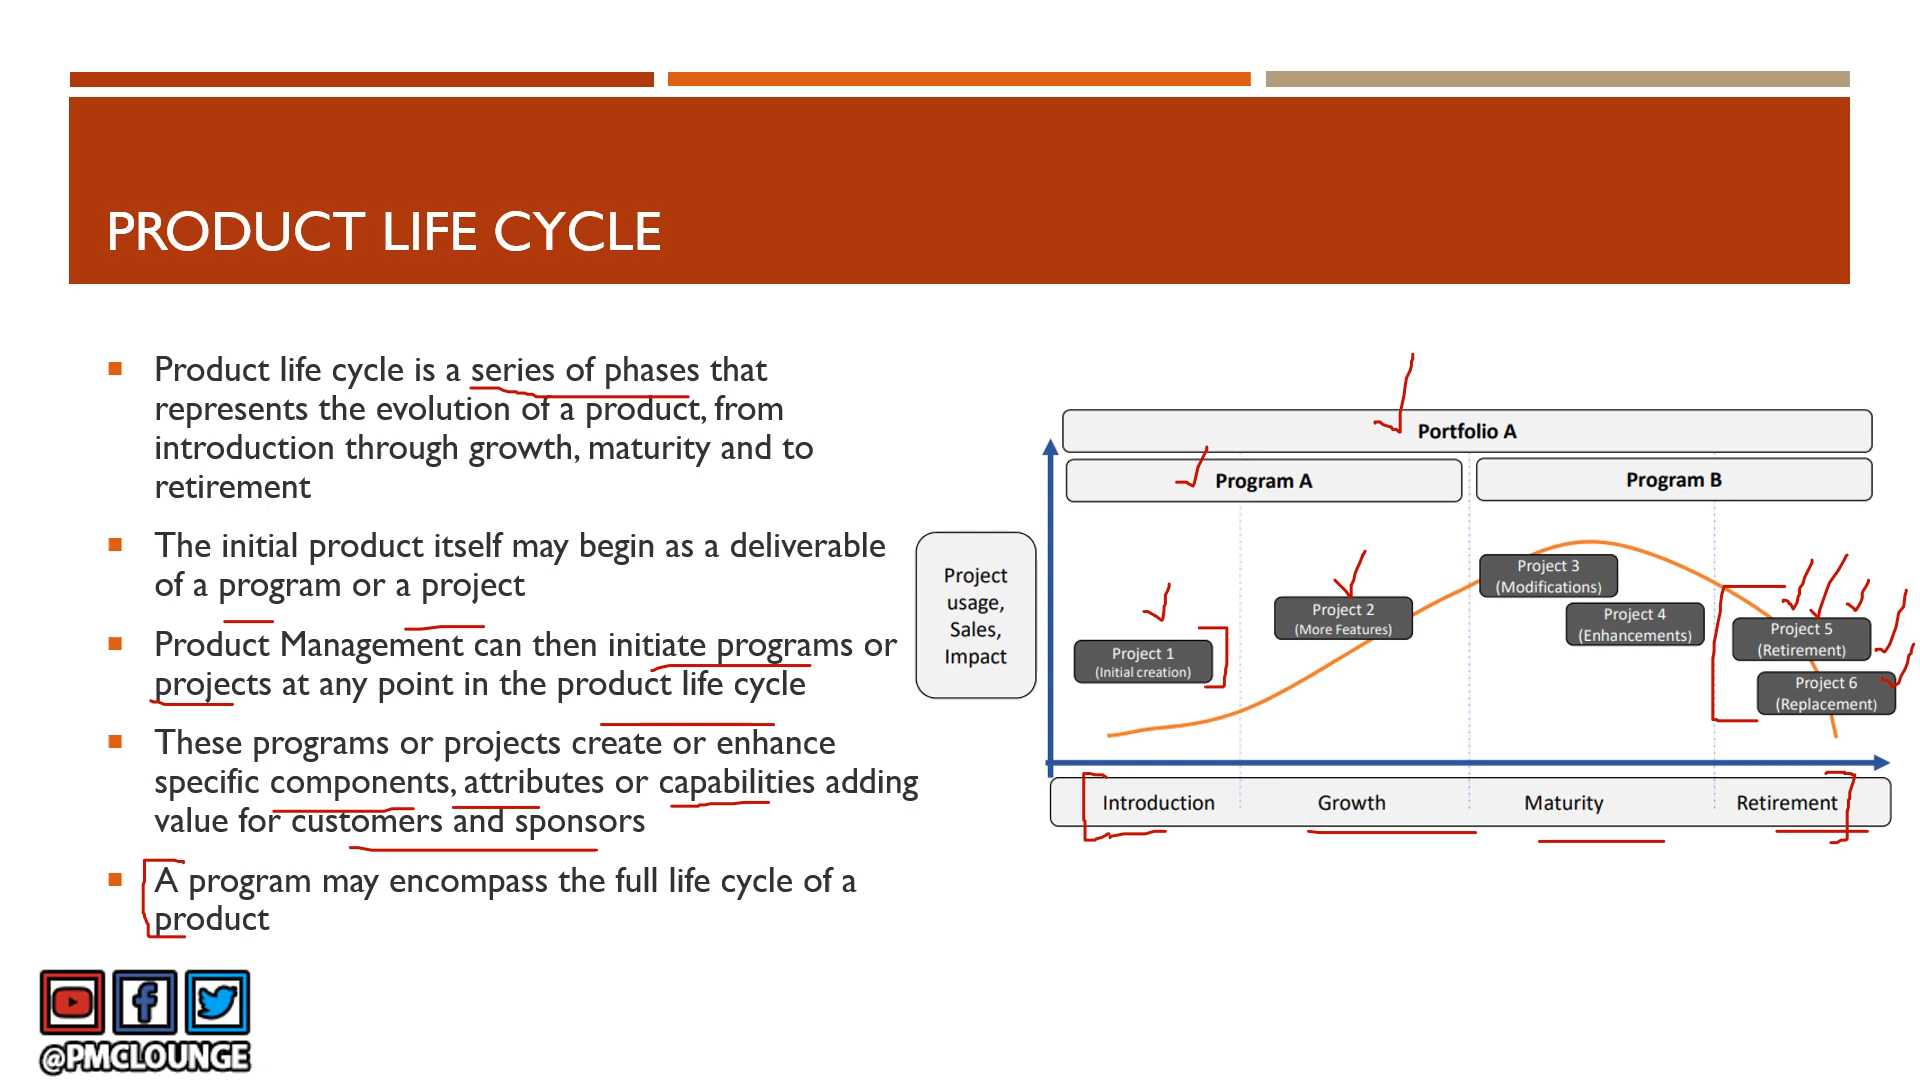 PRODUCT LIFE CYCLE
Product life cycle is a series of phases that
represents the evolution of a product, from
introduction through growth, maturity and to
retirement
The initial product itself may begin as a deliverable
of a program or a project
Product Management can then initiate programs or
projects at any point in the product life cycle
These programs or projects create or enhance
specific components, attributes or capabilities adding
value for customers and sponsors
A program may encompass the full life cycle of a
product
Portfolio A
Program A
Program B
Project
usage,
Sales,
Impact
Project 1
(Initial creation)
Project 2
(More Features)
Project 3
(Modifications)
Project 4
(Enhancements)
Project 5
(Retirement)
Project 6
(Replacement)
Introduction
Growth
Maturity
Retirement
@PMCLOUNGE